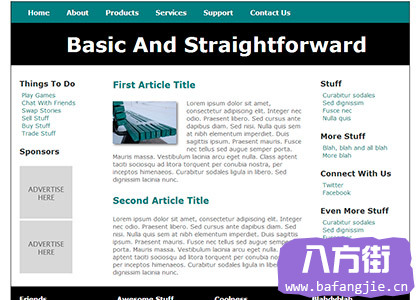 Home About Products Services Support Contact Us
Basic And Straightforward
Things To Do
Play Games
Chat With Friends
Swap Stories
Sell Stuff
Buy Stuff
Trade Stuff
Sponsors
ADVERTISE
HERE
ADVERTISE
HERE
First Article Title
Lorem ipsum dolor sit amet,
consectetur adipiscing elit. Integer nec
odio. Praesent libero. Sed cursus ante
dapibus diam. Sed nisi. Nulla quis sem
at nibh elementum imperdiet. Duis
sagittis ipsum. Praesent mauris. Fusce
nec tellus sed augue semper porta.
Mauris massa. Vestibulum lacinia arcu eget nulla. Class aptent
taciti sociosqu ad litora torquent per conubia nostra, per
inceptos himenaeos. Curabitur sodales ligula in libero. Sed
dignissim lacinia nunc.
Second Article Title
Lorem ipsum dolor sit amet, consectetur adipiscing elit. Integer
nec odio. Praesent libero. Sed cursus ante dapibus diam. Sed
nisi. Nulla quis sem at nibh elementum imperdiet. Duis sagittis
ipsum. Praesent mauris. Fusce nec tellus sed augue semper
porta. Mauris massa. Vestibulum lacinia arcu eget nulla. Class
aptent taciti sociosqu ad litora torquent per conubia nostra, per
inceptos himenaeos. Curabitur sodales ligula in libero. Sed
dignissim lacinia nunc.
Stuff
Curabitur sodales
Sed dignissim
Fusce nec
Nulla quis
More Stuff
Blah, blah and all blah
More blah
Connect With Us
Twitter
Facebook
Even More Stuff
Curabitur sodales
Sed dignissim
八方街
www.bafangjie.cn
Friends Awesome Stuff Coolness Blahdyblah